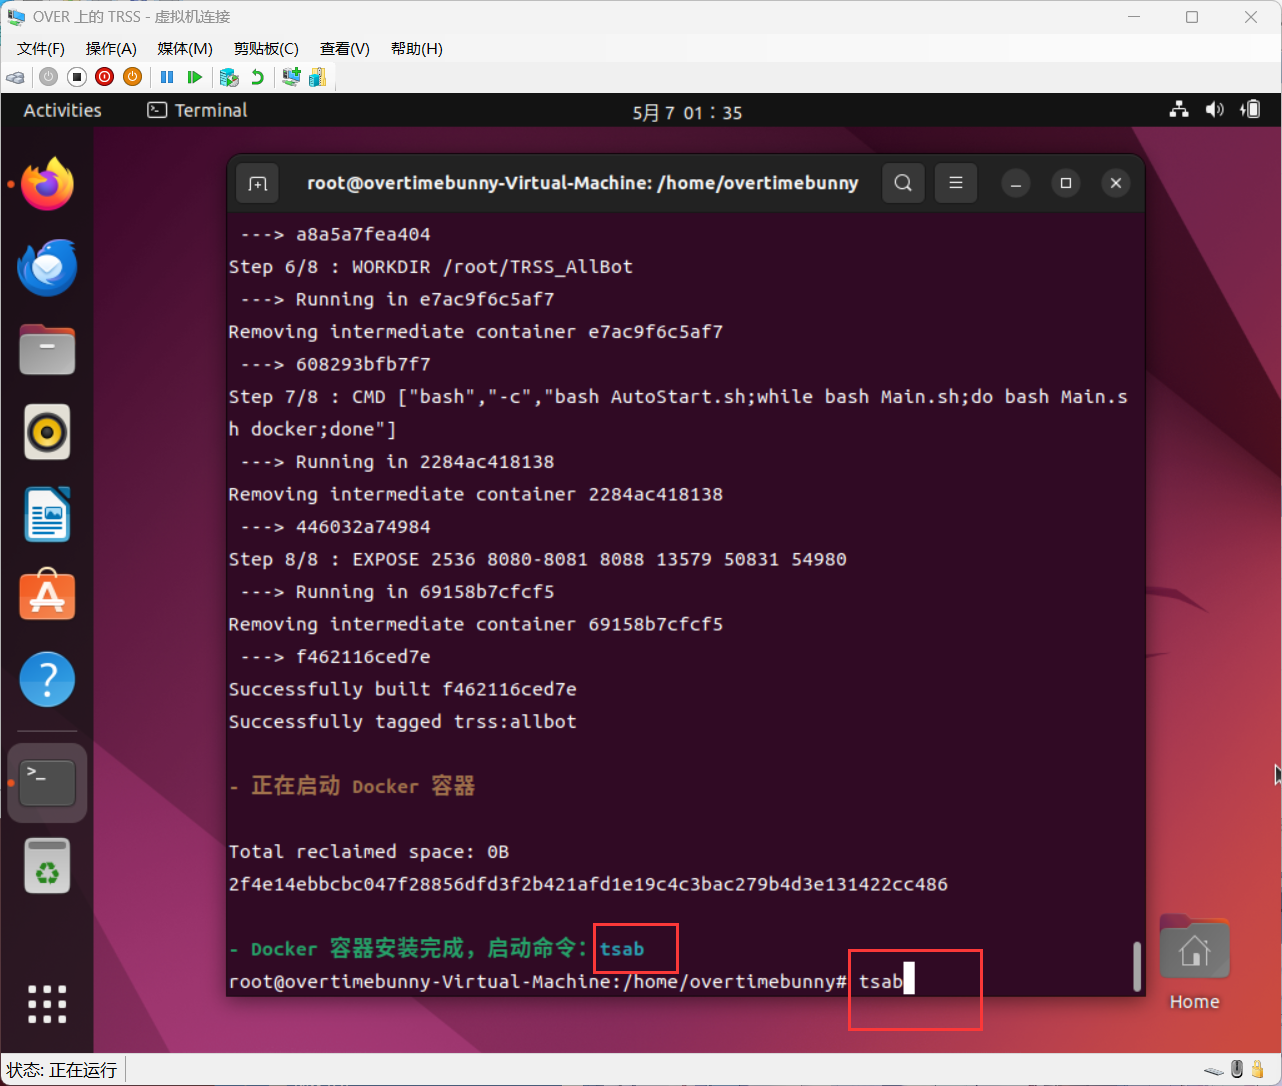 OVER 上的 TRSS - 虚拟机连接
文件(F) 操作(A) 媒体(M) 剪贴板(C) 查看(V) 帮助(H)
Activities Terminal 5月 7 01：35
root@overtimebunny-Virtual-Machine: /home/overtimebunny
---> a8a5a7fea404
Step 6/8 : WORKDIR /root/TRSS_AllBot
---> Running in e7ac9f6c5af7
Removing intermediate container e7ac9f6c5af7
---> 608293bfb7f7
Step 7/8 : CMD ["bash","-c","bash AutoStart.sh;while bash Main.sh;do bash Main.s
h docker;done"]
---> Running in 2284ac418138
Removing intermediate container 2284ac418138
---> 446032a74984
Step 8/8 : EXPOSE 2536 8080-8081 8088 13579 50831 54980
---> Running in 69158b7cfcf5
Removing intermediate container 69158b7cfcf5
---> f462116ced7e
Successfully built f462116ced7e
Successfully tagged trss:allbot
- 正在启动 Docker 容器
Total reclaimed space: 0B
2f4e14ebbcbc047f28856dfd3f2b421afd1e19c4c3bac279b4d3e131422cc486
- Docker 容器安装完成，启动命令：tsab
root@overtimebunny-Virtual-Machine:/home/overtimebunny# tsab
Home
状态: 正在运行